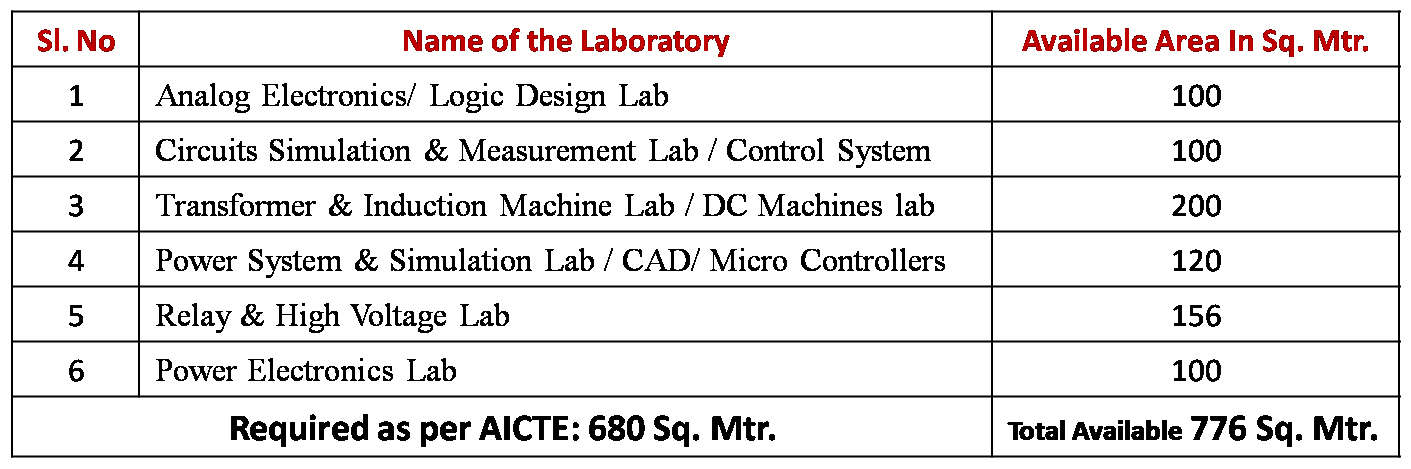 Sl. No Name of the Laboratory Available Area In Sq. Mtr.
1 Analog Electronics/ Logic Design Lab 100
2 Circuits Simulation & Measurement Lab / Control System 100
3 Transformer & Induction Machine Lab / DC Machines lab 200
4 Power System & Simulation Lab / CAD/ Micro Controllers 120
5 Relay & High Voltage Lab 156
6 Power Electronics Lab 100
Required as per AICTE: 680 Sq. Mtr. Total Available 776 Sq. Mtr.